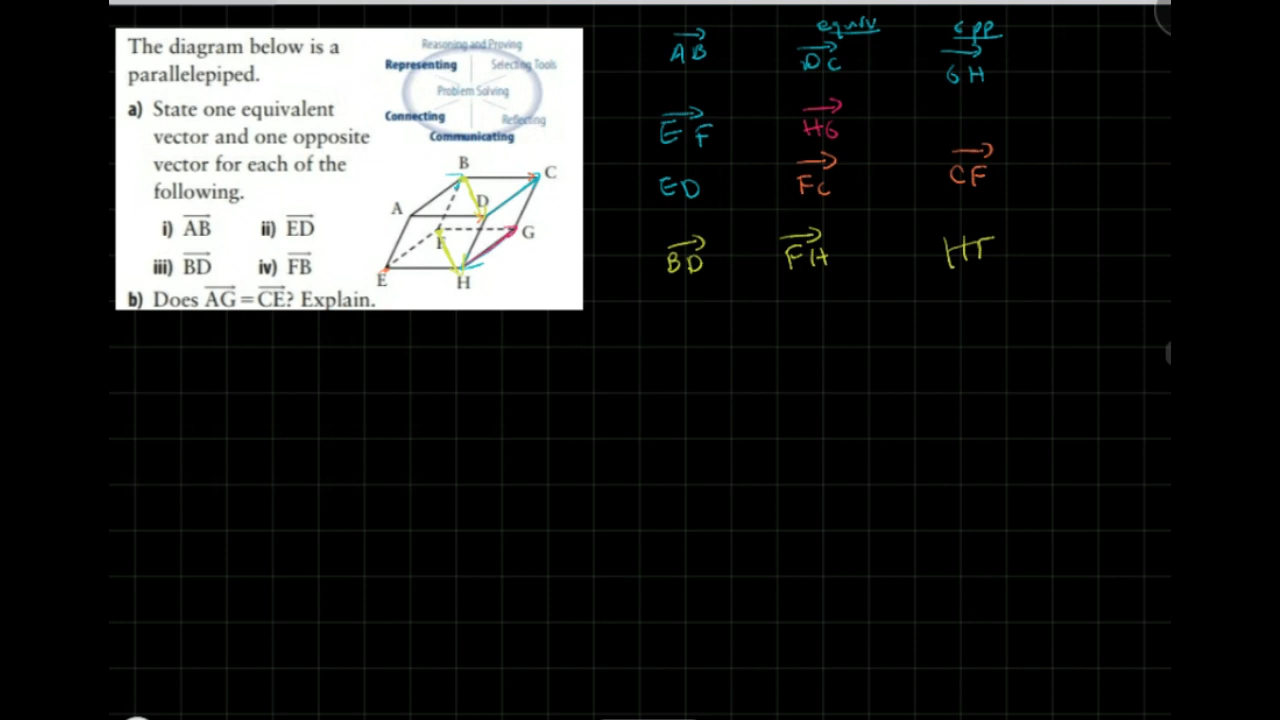 The diagram below is a
parallelepiped.
a) State one equivalent
vector and one opposite
vector for each of the
following.
i) AB ii) ED
iii) BD iv) FB
b) Does AG = CE? Explain.
Reasoning and Proving
Representing Selecting Tools
Problem Solving
Connecting Reflecting
Communicating
B
C
A
D
F
G
E
H
equiv opp
AB DC GH
EF HG
ED FC CF
BD FH